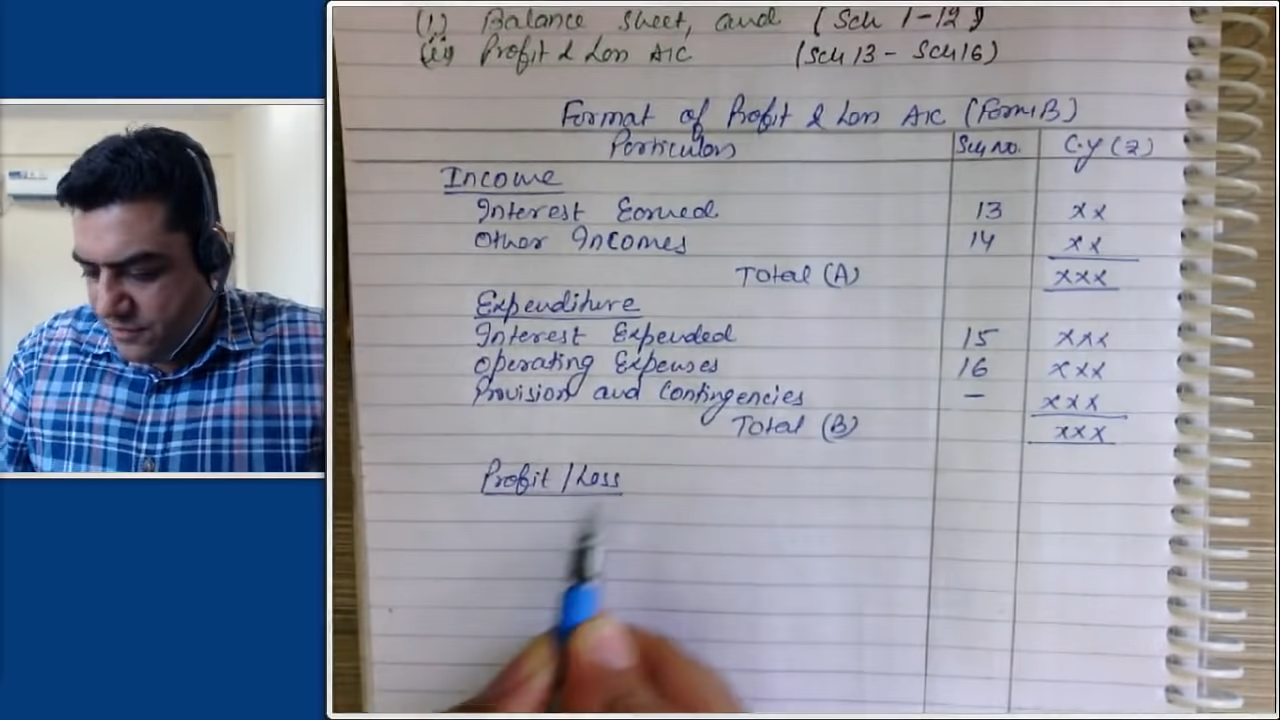 (i) Balance Sheet, and (Sch 1-12)
(ii) Profit & Loss A/C (Sch 13 - Sch 16)
Format of Profit & Loss A/C (Form B)
Particulars Sch no. C.Y (₹)
Income
Interest Earned 13 xx
Other Incomes 14 xx
Total (A) xxx
Expenditure
Interest Expended 15 xxx
Operating Expenses 16 xxx
Provision and Contingencies - xxx
Total (B) xxx
Profit / Loss